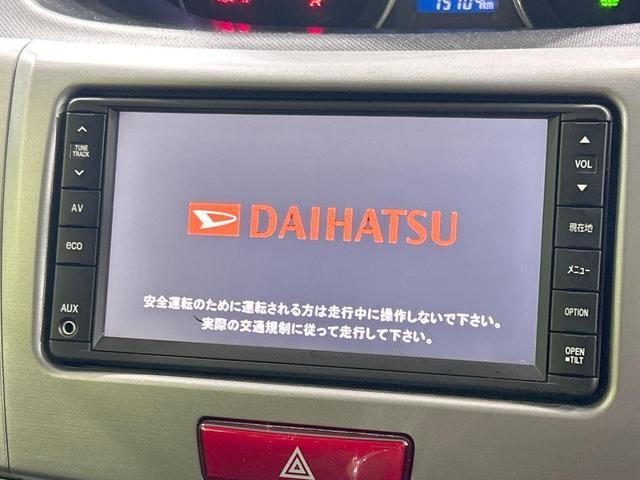 15104km
TUNE
TRACK
AV
eco
AUX
DAIHATSU
安全運転のために運転される方は走行中に操作しないで下さい。
実際の交通規制に従って走行して下さい。
VOL
現在地
メニュー
OPTION
OPEN
TILT